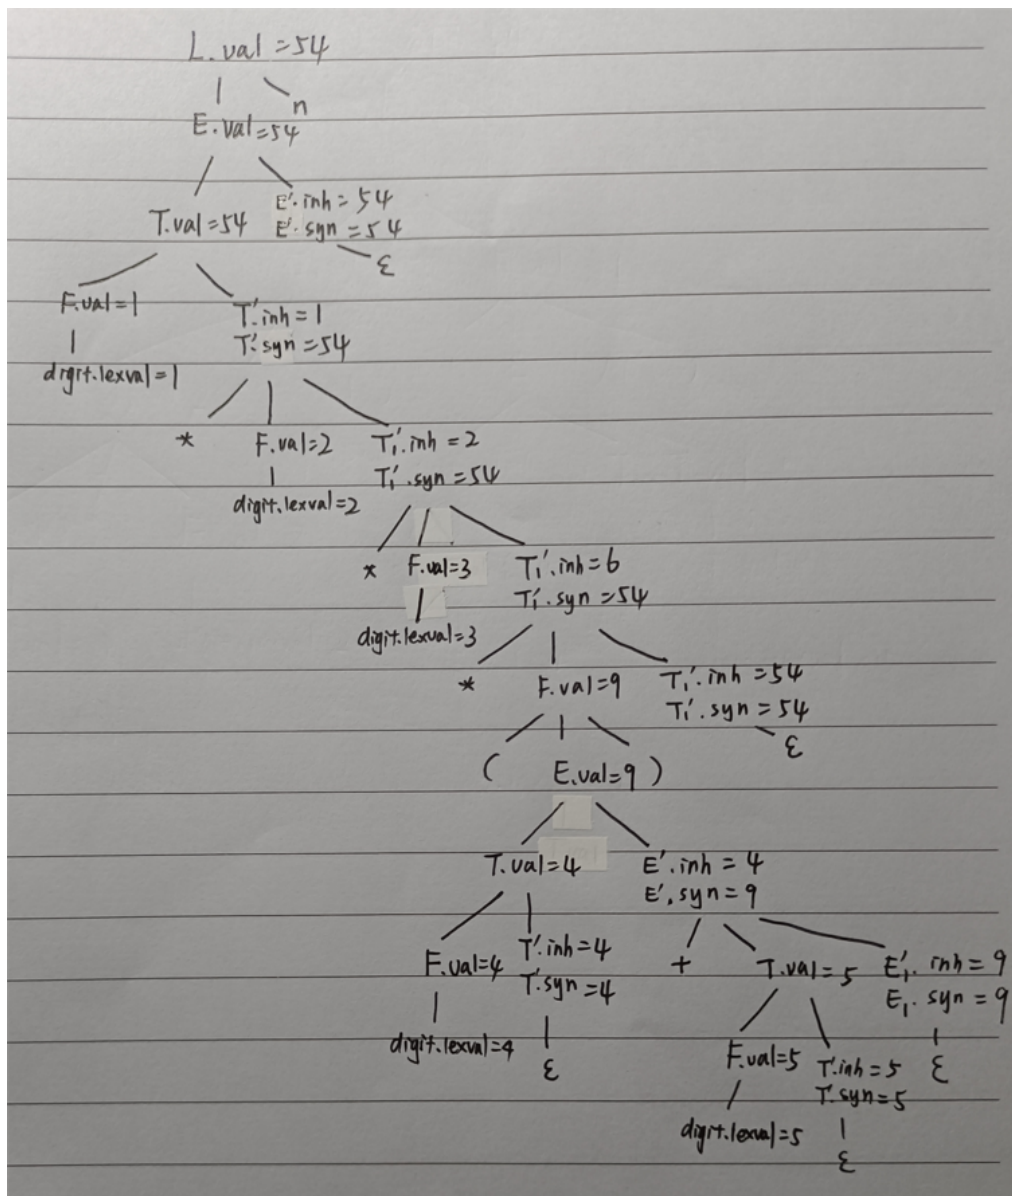 L.val = 54
n
E.val = 54
E'.inh = 54
T.val = 54 E'.syn = 54
ε
F.val = 1 T'.inh = 1
T'.syn = 54
digit.lexval = 1
* F.val = 2 T₁'.inh = 2
T₁'.syn = 54
digit.lexval = 2
* F.val = 3 T₁'.inh = 6
T₁'.syn = 54
digit.lexval = 3
* F.val = 9 T₁'.inh = 54
T₁'.syn = 54
ε
( E.val = 9 )
T.val = 4 E'.inh = 4
E'.syn = 9
F.val = 4 T'.inh = 4 + T.val = 5 E₁'.inh = 9
T'.syn = 4 E₁.syn = 9
digit.lexval = 4 ε F.val = 5 T'.inh = 5 ε
T'.syn = 5
digit.lexval = 5
ε